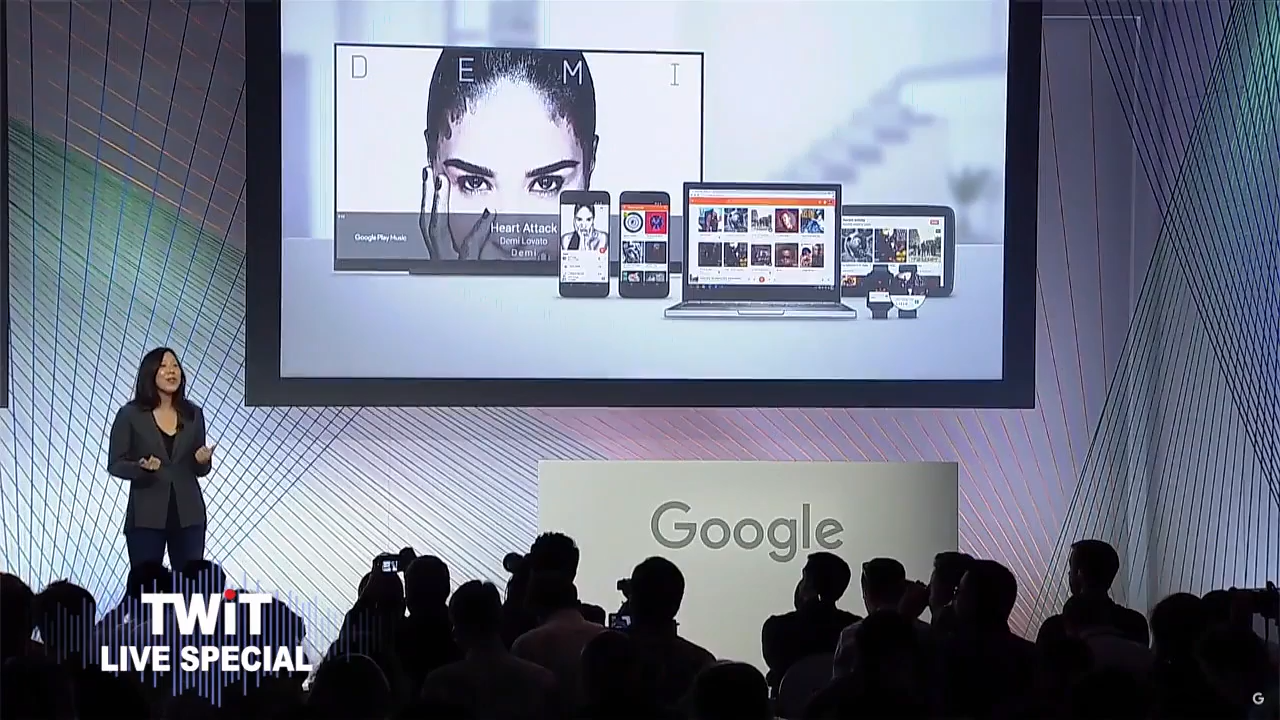 D E M I
Google Play Music
Heart Attack
Demi Lovato
Demi
Google
TWiT
LIVE SPECIAL
G